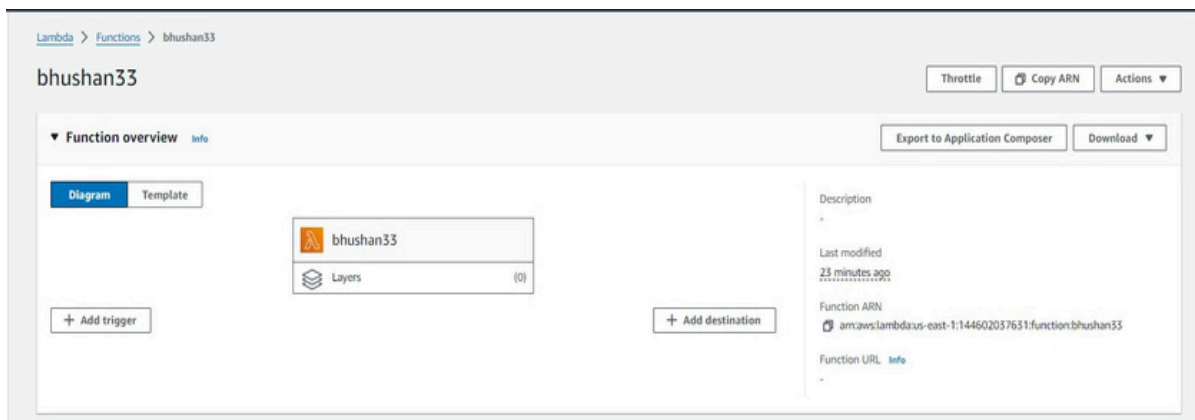 Lambda > Functions > bhushan33
bhushan33
Throttle Copy ARN Actions ▼
▼ Function overview Info
Export to Application Composer Download ▼
Diagram Template
bhushan33
Layers (0)
+ Add trigger
+ Add destination
Description
-
Last modified
23 minutes ago
Function ARN
arn:aws:lambda:us-east-1:144602037631:function:bhushan33
Function URL Info
-